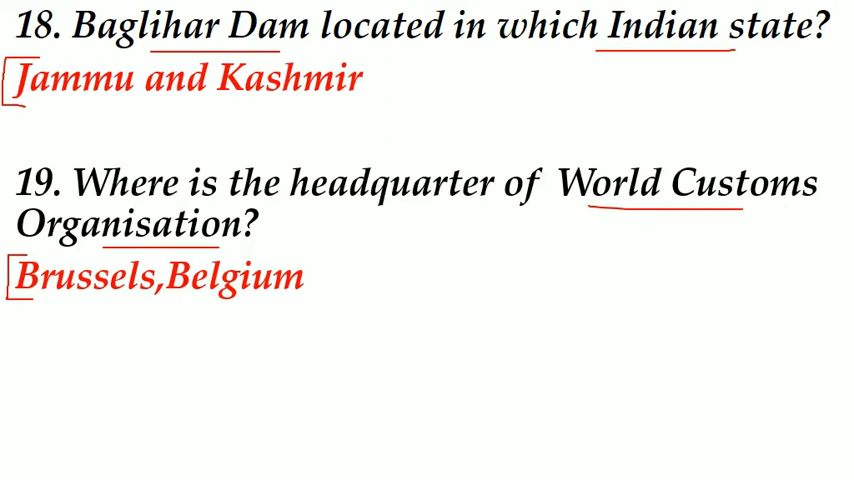 18. Baglihar Dam located in which Indian state?
Jammu and Kashmir
19. Where is the headquarter of World Customs
Organisation?
Brussels,Belgium